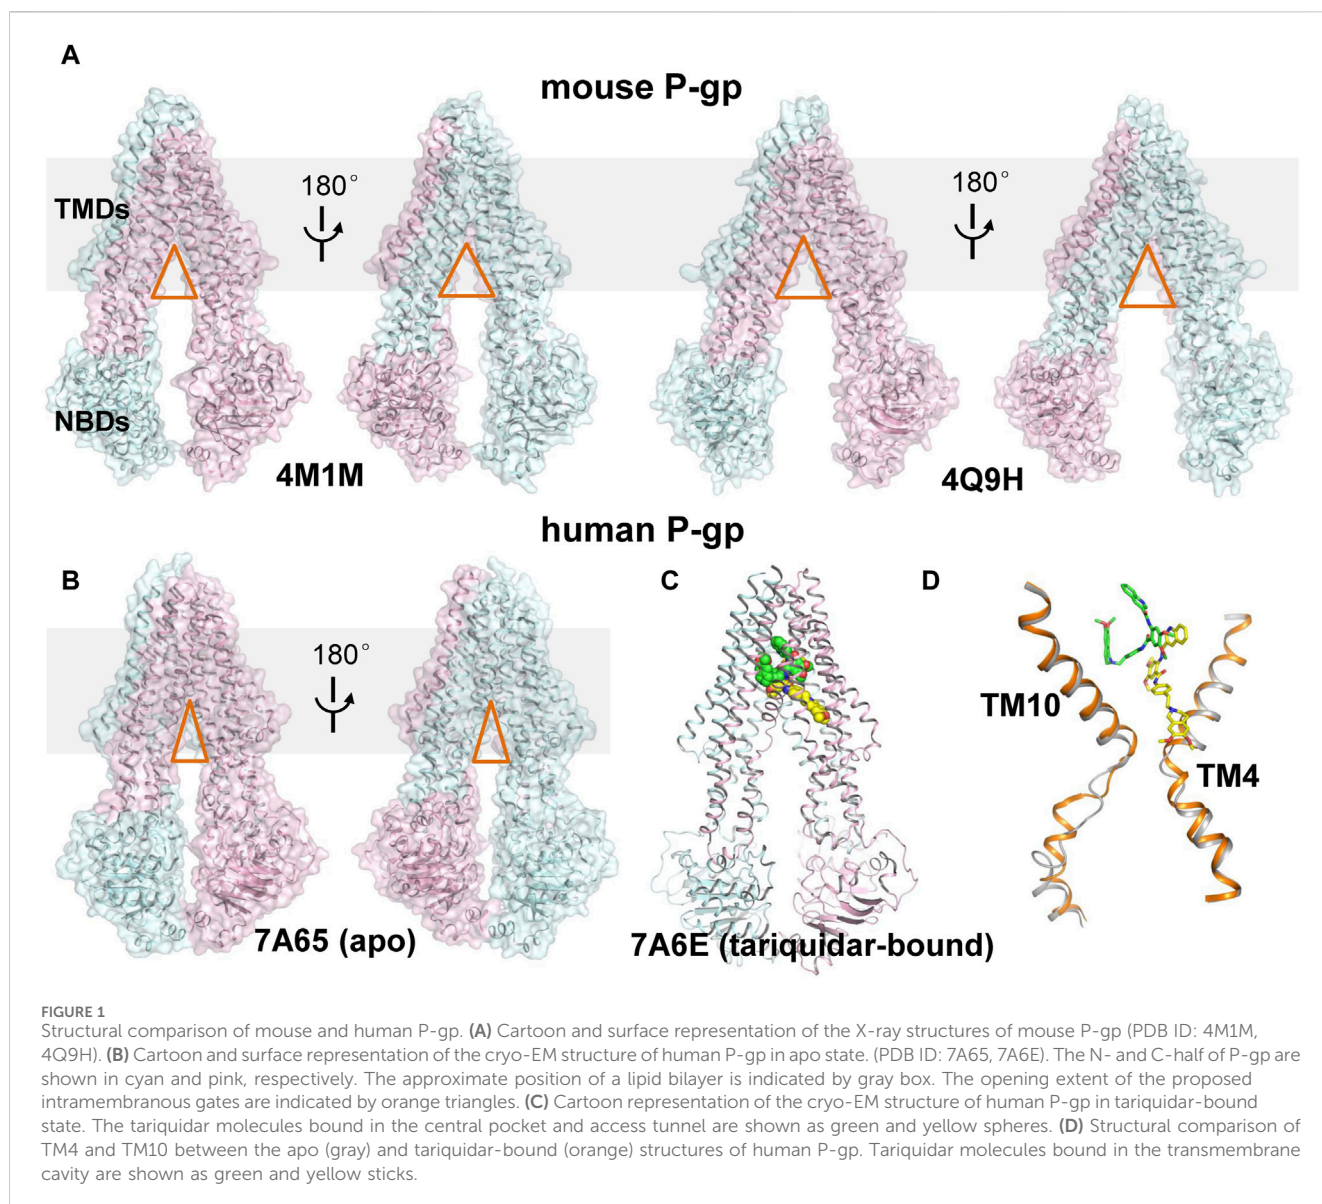 A
mouse P-gp
TMDs
180°
180°
NBDs
4M1M
4Q9H
human P-gp
B
C
D
180°
TM10
TM4
7A65 (apo)
7A6E (tariquidar-bound)
FIGURE 1
Structural comparison of mouse and human P-gp. (A) Cartoon and surface representation of the X-ray structures of mouse P-gp (PDB ID: 4M1M,
4Q9H). (B) Cartoon and surface representation of the cryo-EM structure of human P-gp in apo state. (PDB ID: 7A65, 7A6E). The N- and C-half of P-gp are
shown in cyan and pink, respectively. The approximate position of a lipid bilayer is indicated by gray box. The opening extent of the proposed
intramembranous gates are indicated by orange triangles. (C) Cartoon representation of the cryo-EM structure of human P-gp in tariquidar-bound
state. The tariquidar molecules bound in the central pocket and access tunnel are shown as green and yellow spheres. (D) Structural comparison of
TM4 and TM10 between the apo (gray) and tariquidar-bound (orange) structures of human P-gp. Tariquidar molecules bound in the transmembrane
cavity are shown as green and yellow sticks.